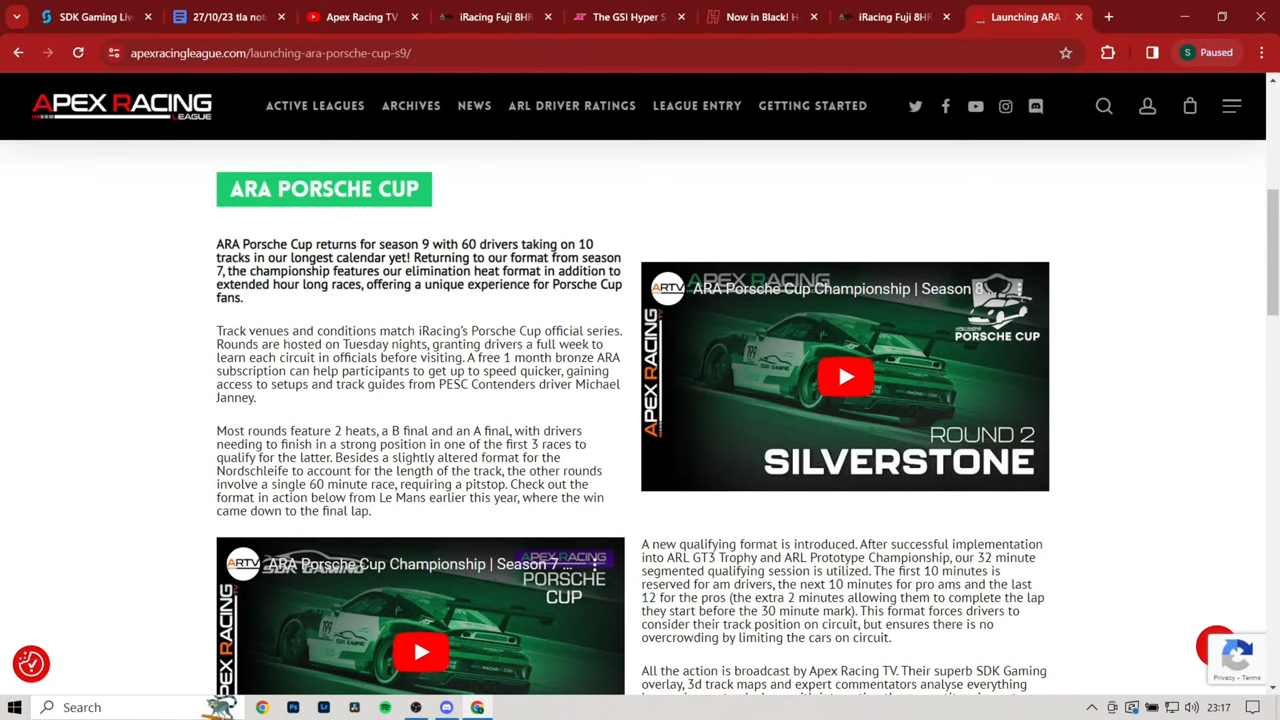 SDK Gaming Live
27/10/23 tla not
Apex Racing TV
iRacing Fuji 8HR
The GSI Hyper S
Now in Black! H
iRacing Fuji 8HR
Launching ARA
apexracingleague.com/launching-ara-porsche-cup-s9/
S
Paused
APEX RACING
LEAGUE
ACTIVE LEAGUES
ARCHIVES
NEWS
ARL DRIVER RATINGS
LEAGUE ENTRY
GETTING STARTED
ARA PORSCHE CUP
ARA Porsche Cup returns for season 9 with 60 drivers taking on 10
tracks in our longest calendar yet! Returning to our format from season
7, the championship features our elimination heat format in addition to
extended hour long races, offering a unique experience for Porsche Cup
fans.
Track venues and conditions match iRacing's Porsche Cup official series.
Rounds are hosted on Tuesday nights, granting drivers a full week to
learn each circuit in officials before visiting. A free 1 month bronze ARA
subscription can help participants to get up to speed quicker, gaining
access to setups and track guides from PESC Contenders driver Michael
Janney.
Most rounds feature 2 heats, a B final and an A final, with drivers
needing to finish in a strong position in one of the first 3 races to
qualify for the latter. Besides a slightly altered format for the
Nordschleife to account for the length of the track, the other rounds
involve a single 60 minute race, requiring a pitstop. Check out the
format in action below from Le Mans earlier this year, where the win
came down to the final lap.
ARTV
APEX RACING
ARA Porsche Cup Championship | Season 8 ...
PORSCHE CUP
APEX RACING TV
199
ROUND 2
SILVERSTONE
ARTV
SDK GAMING
APEX RACING
ARA Porsche Cup Championship | Season 7 ...
PORSCHE
CUP
RACING
A new qualifying format is introduced. After successful implementation
into ARL GT3 Trophy and ARL Prototype Championship, our 32 minute
segmented qualifying session is utilized. The first 10 minutes is
reserved for am drivers, the next 10 minutes for pro ams and the last
12 for the pros (the extra 2 minutes allowing them to complete the lap
they start before the 30 minute mark). This format forces drivers to
consider their track position on circuit, but ensures there is no
overcrowding by limiting the cars on circuit.
All the action is broadcast by Apex Racing TV. Their superb SDK Gaming
overlay, 3d track maps and expert commentators analyse everything
Privacy - Terms
Search
23:17